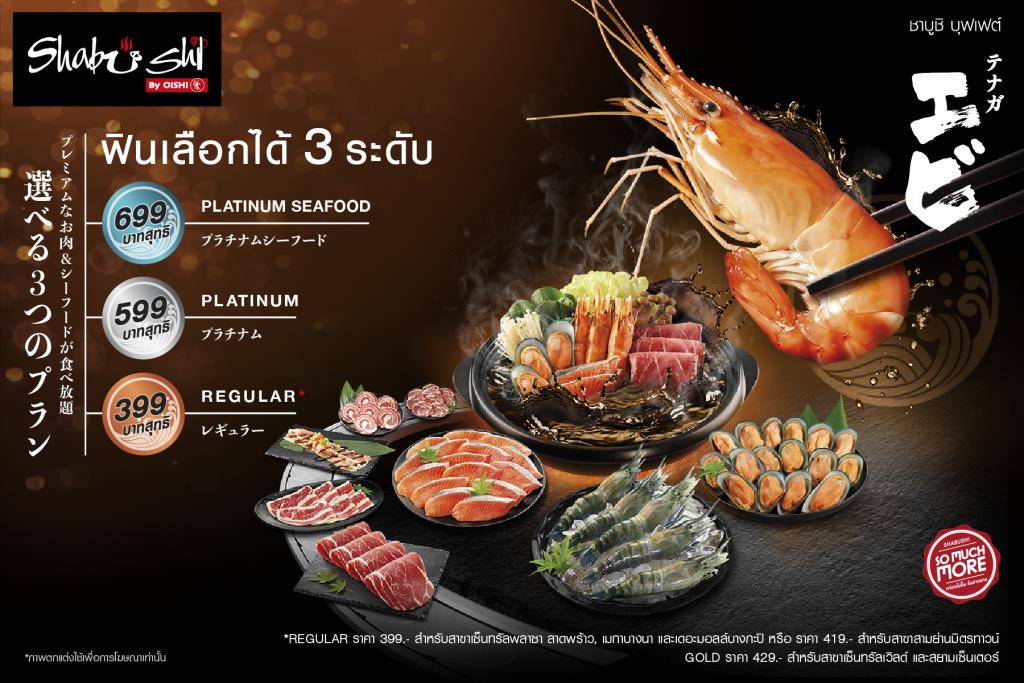 Shabu shi
By OISHI
ชาบูชิ บุฟเฟต์
テナガ
エビ
選べる3つのプラン
プレミアムなお肉&シーフードが食べ放題
ฟินเลือกได้ 3 ระดับ
699
บาทสุทธิ
PLATINUM SEAFOOD
プラチナムシーフード
599
บาทสุทธิ
PLATINUM
プラチナム
399
บาทสุทธิ
REGULAR*
レギュラー
SHABUSHI
SO MUCH
MORE
*REGULAR ราคา 399.- สำหรับสาขาเซ็นทรัลพลาซา ลาดพร้าว, เมกาบางนา และเดอะมอลล์บางกะปิ หรือ ราคา 419.- สำหรับสาขาสามย่านมิตรทาวน์
GOLD ราคา 429.- สำหรับสาขาเซ็นทรัลเวิลด์ และสยามเซ็นเตอร์
*ภาพตกแต่งใช้เพื่อการโฆษณาเท่านั้น